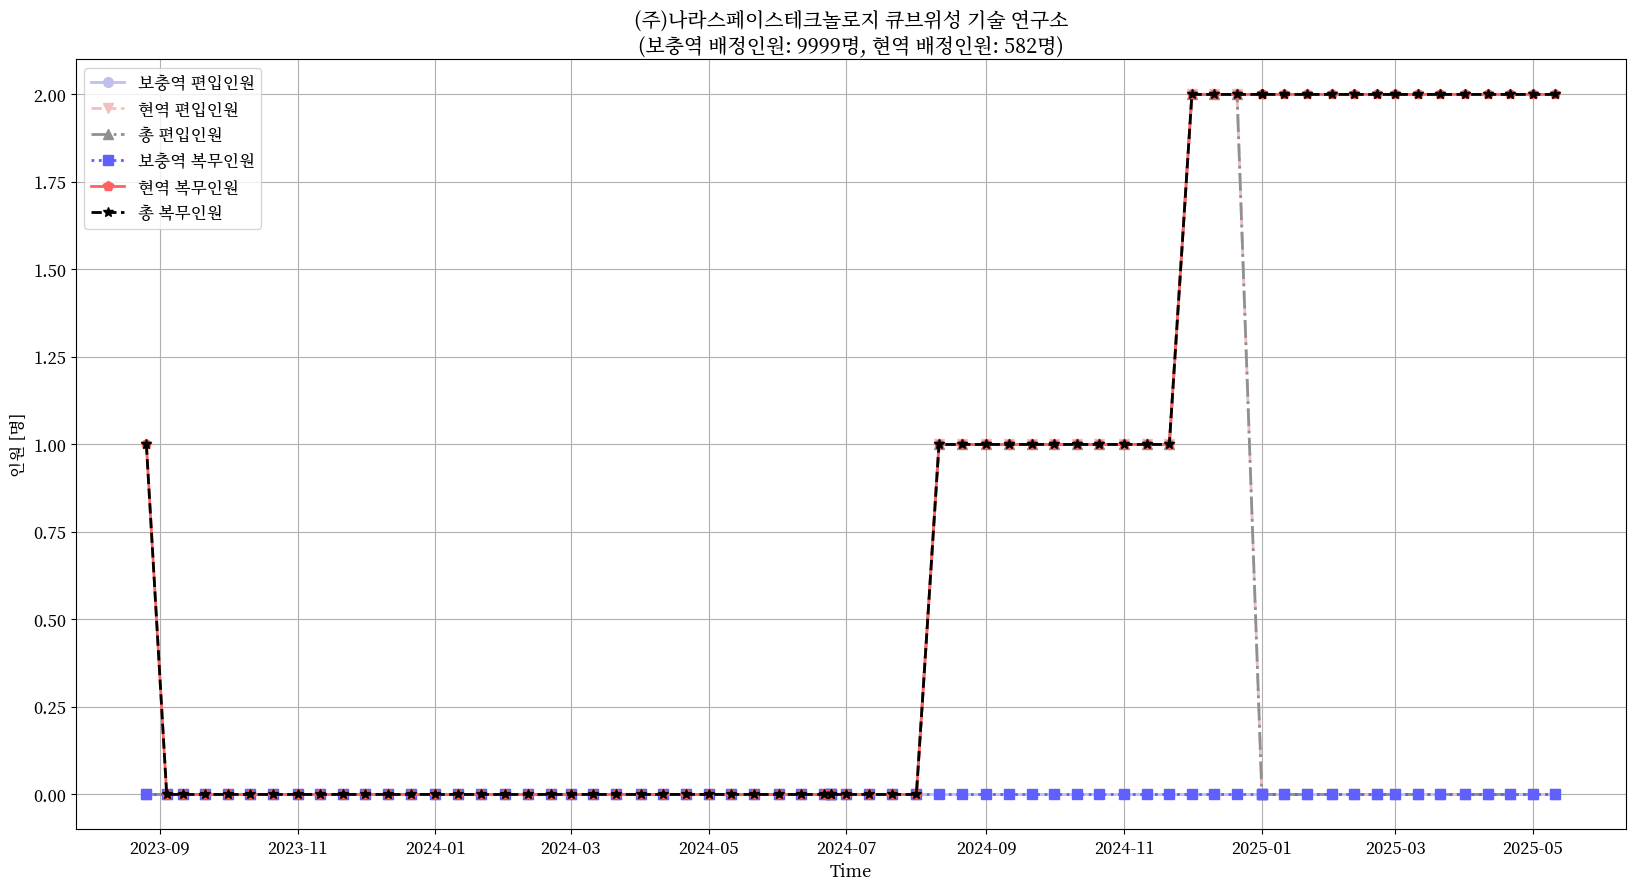 (주)나라스페이스테크놀로지 큐브위성 기술 연구소
(보충역 배정인원: 9999명, 현역 배정인원: 582명)
보충역 편입인원
현역 편입인원
총 편입인원
보충역 복무인원
현역 복무인원
총 복무인원
인원 [명]
2.00
1.75
1.50
1.25
1.00
0.75
0.50
0.25
0.00
2023-09
2023-11
2024-01
2024-03
2024-05
2024-07
2024-09
2024-11
2025-01
2025-03
2025-05
Time